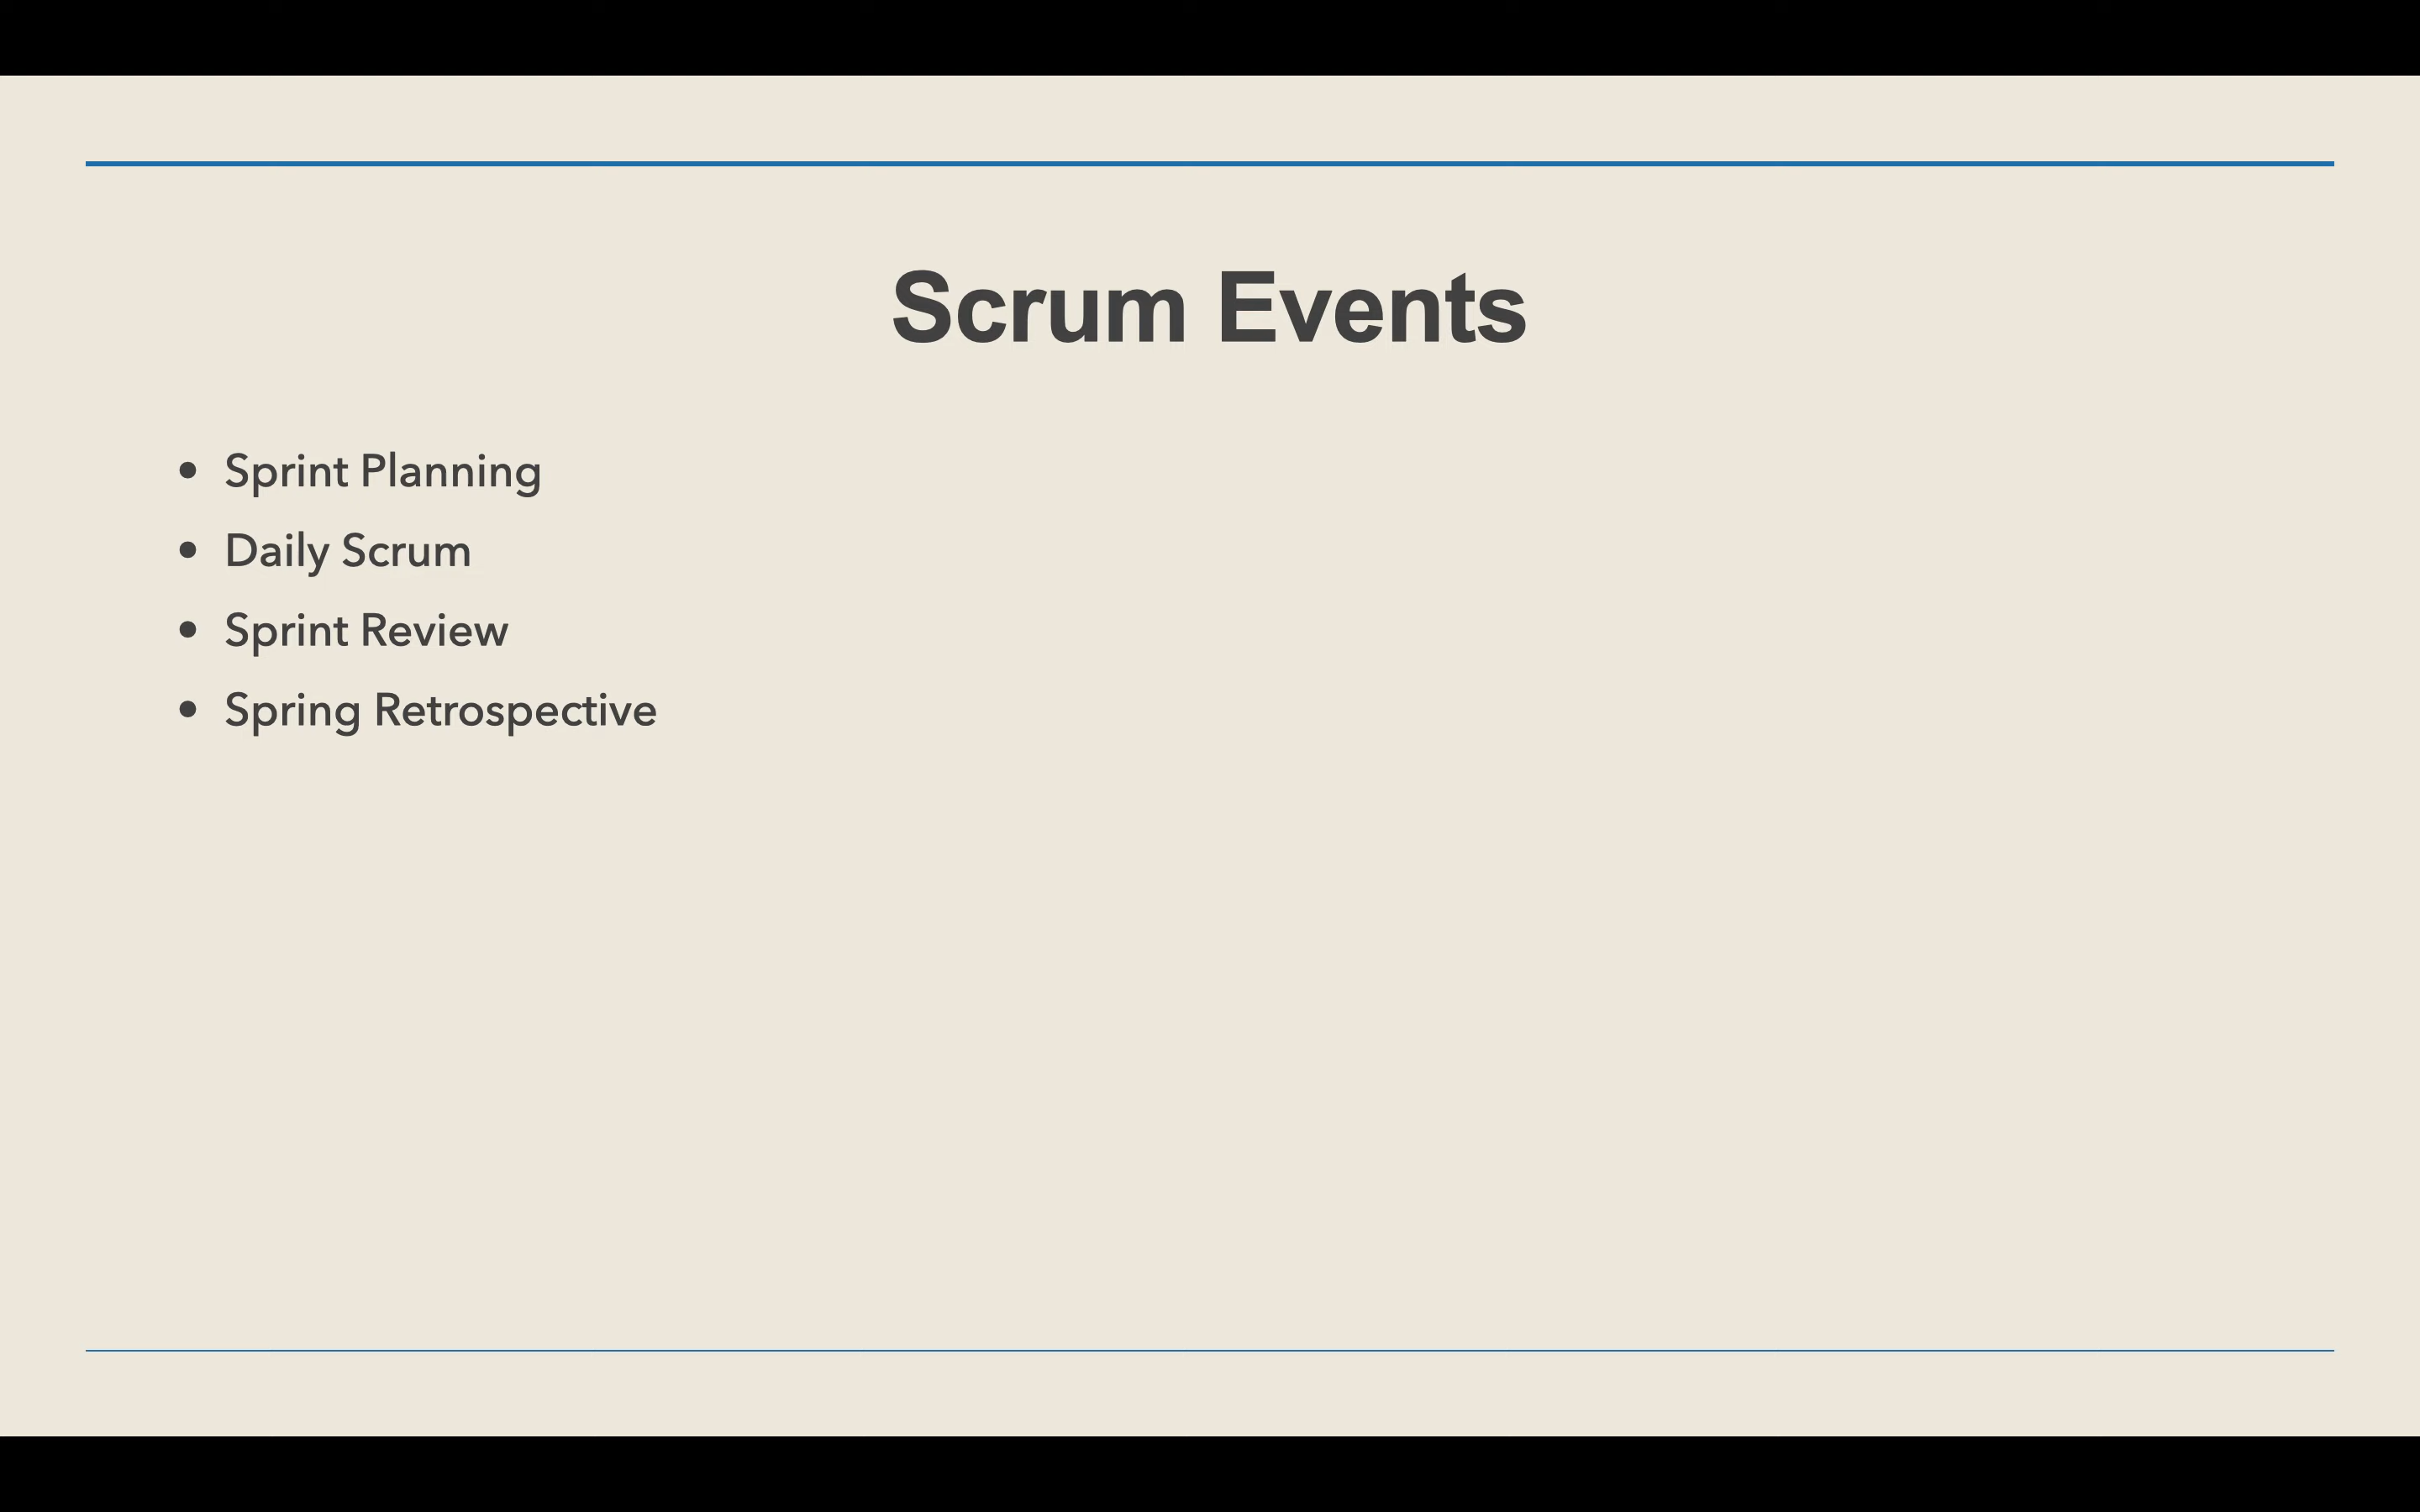 Scrum Events
• Sprint Planning
• Daily Scrum
• Sprint Review
• Spring Retrospective